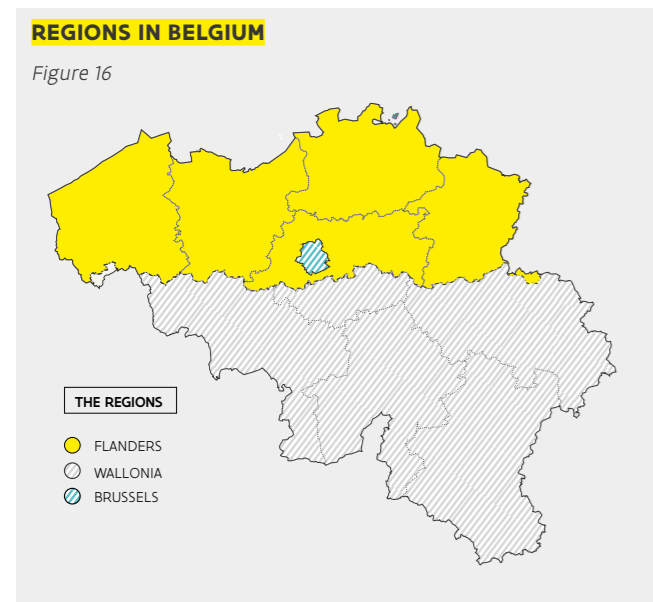 REGIONS IN BELGIUM
Figure 16
THE REGIONS
FLANDERS
WALLONIA
BRUSSELS